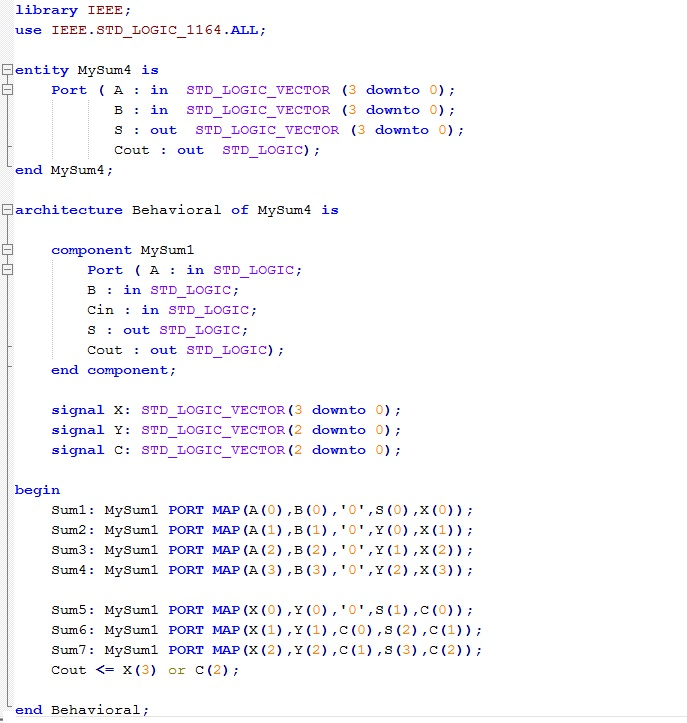 library IEEE;
use IEEE.STD_LOGIC_1164.ALL;
entity MySum4 is
Port ( A : in STD_LOGIC_VECTOR (3 downto 0);
B : in STD_LOGIC_VECTOR (3 downto 0);
S : out STD_LOGIC_VECTOR (3 downto 0);
Cout : out STD_LOGIC);
end MySum4;
architecture Behavioral of MySum4 is
component MySum1
Port ( A : in STD_LOGIC;
B : in STD_LOGIC;
Cin : in STD_LOGIC;
S : out STD_LOGIC;
Cout : out STD_LOGIC);
end component;
signal X: STD_LOGIC_VECTOR(3 downto 0);
signal Y: STD_LOGIC_VECTOR(2 downto 0);
signal C: STD_LOGIC_VECTOR(2 downto 0);
begin
Sum1: MySum1 PORT MAP(A(0),B(0),'0',S(0),X(0));
Sum2: MySum1 PORT MAP(A(1),B(1),'0',Y(0),X(1));
Sum3: MySum1 PORT MAP(A(2),B(2),'0',Y(1),X(2));
Sum4: MySum1 PORT MAP(A(3),B(3),'0',Y(2),X(3));
Sum5: MySum1 PORT MAP(X(0),Y(0),'0',S(1),C(0));
Sum6: MySum1 PORT MAP(X(1),Y(1),C(0),S(2),C(1));
Sum7: MySum1 PORT MAP(X(2),Y(2),C(1),S(3),C(2));
Cout <= X(3) or C(2);
end Behavioral;